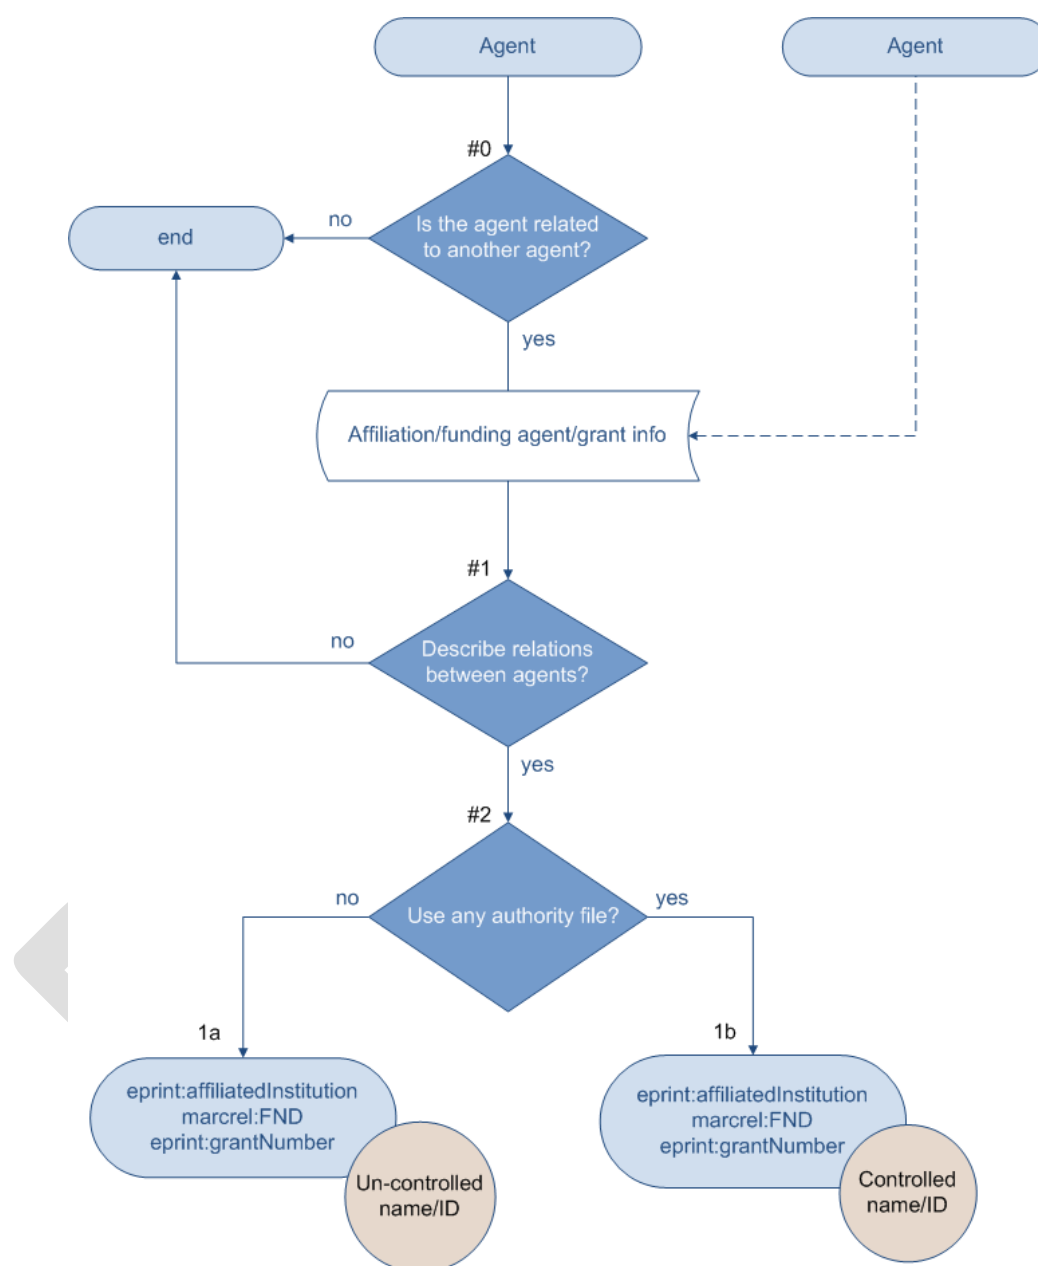 Agent
Agent
#0
Is the agent related
to another agent?
no
end
yes
Affiliation/funding agent/grant info
#1
Describe relations
between agents?
no
yes
#2
Use any authority file?
no
yes
1a
1b
eprint:affiliatedInstitution
marcrel:FND
eprint:grantNumber
Un-controlled
name/ID
eprint:affiliatedInstitution
marcrel:FND
eprint:grantNumber
Controlled
name/ID